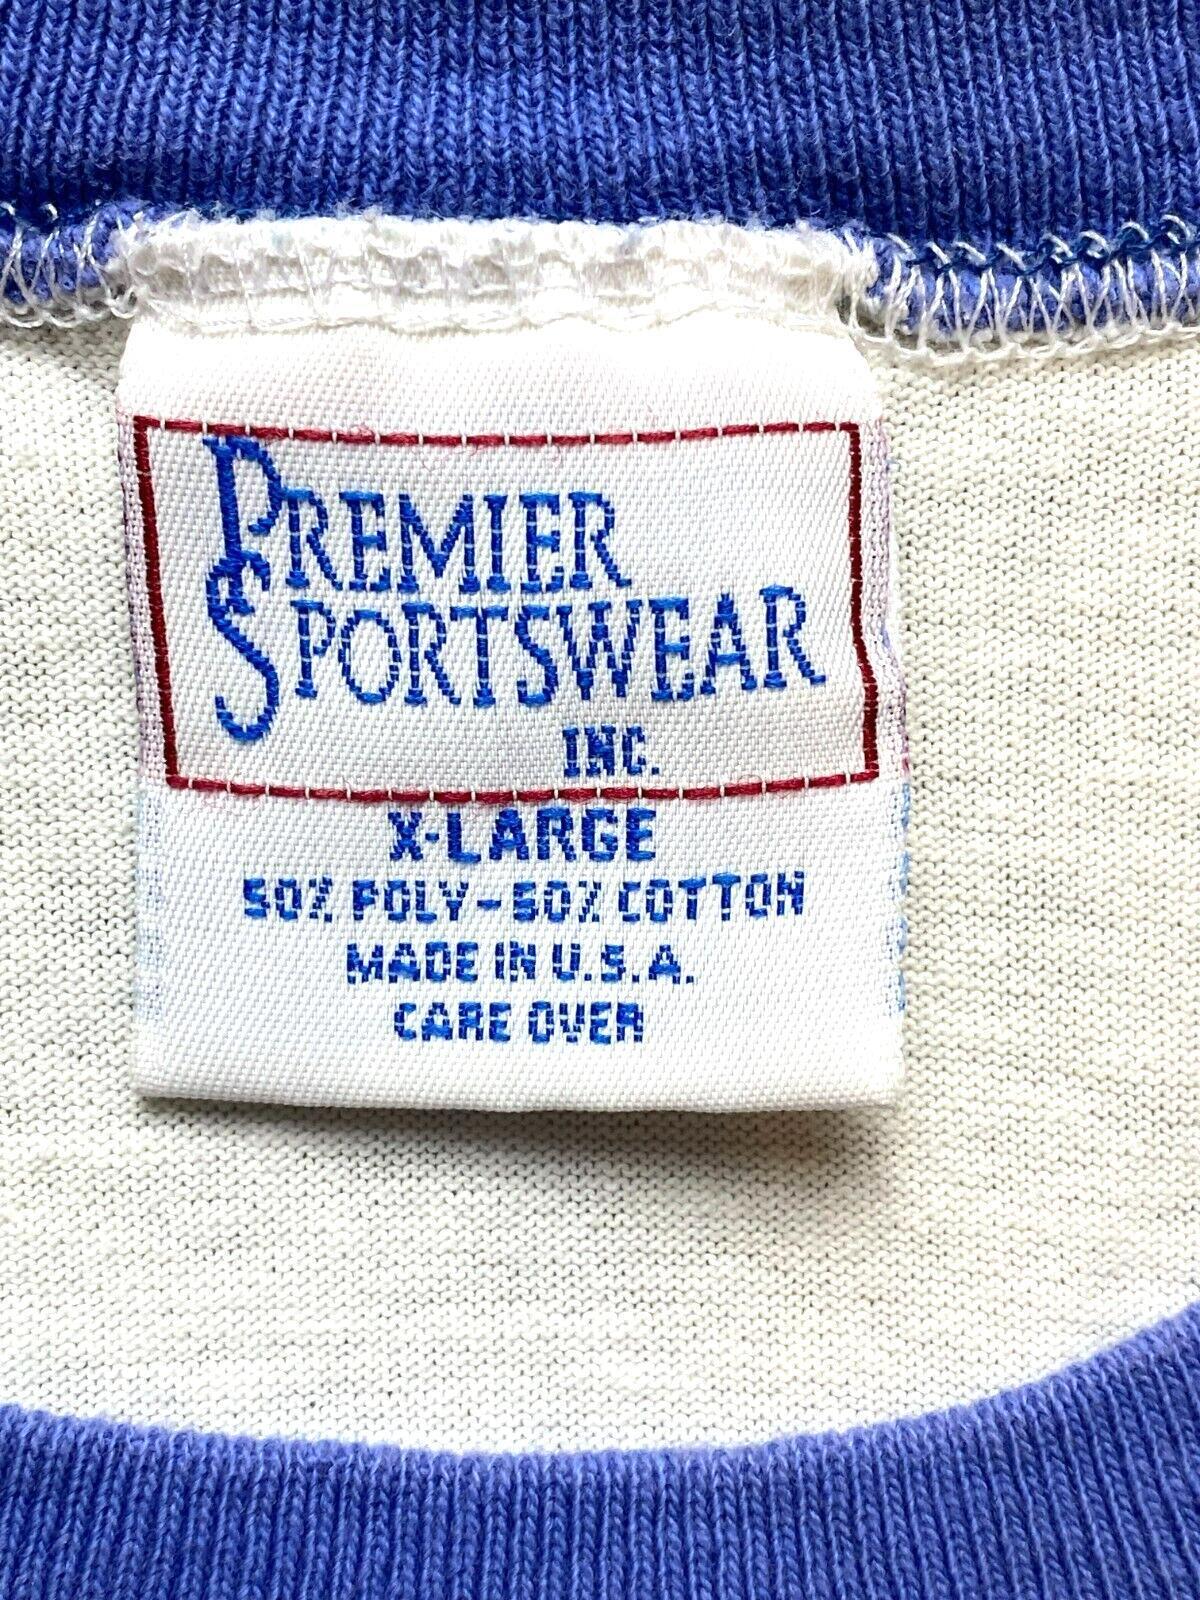 PREMIER
SPORTSWEAR
INC.
X-LARGE
50% POLY-50% COTTON
MADE IN U.S.A.
CARE OVER